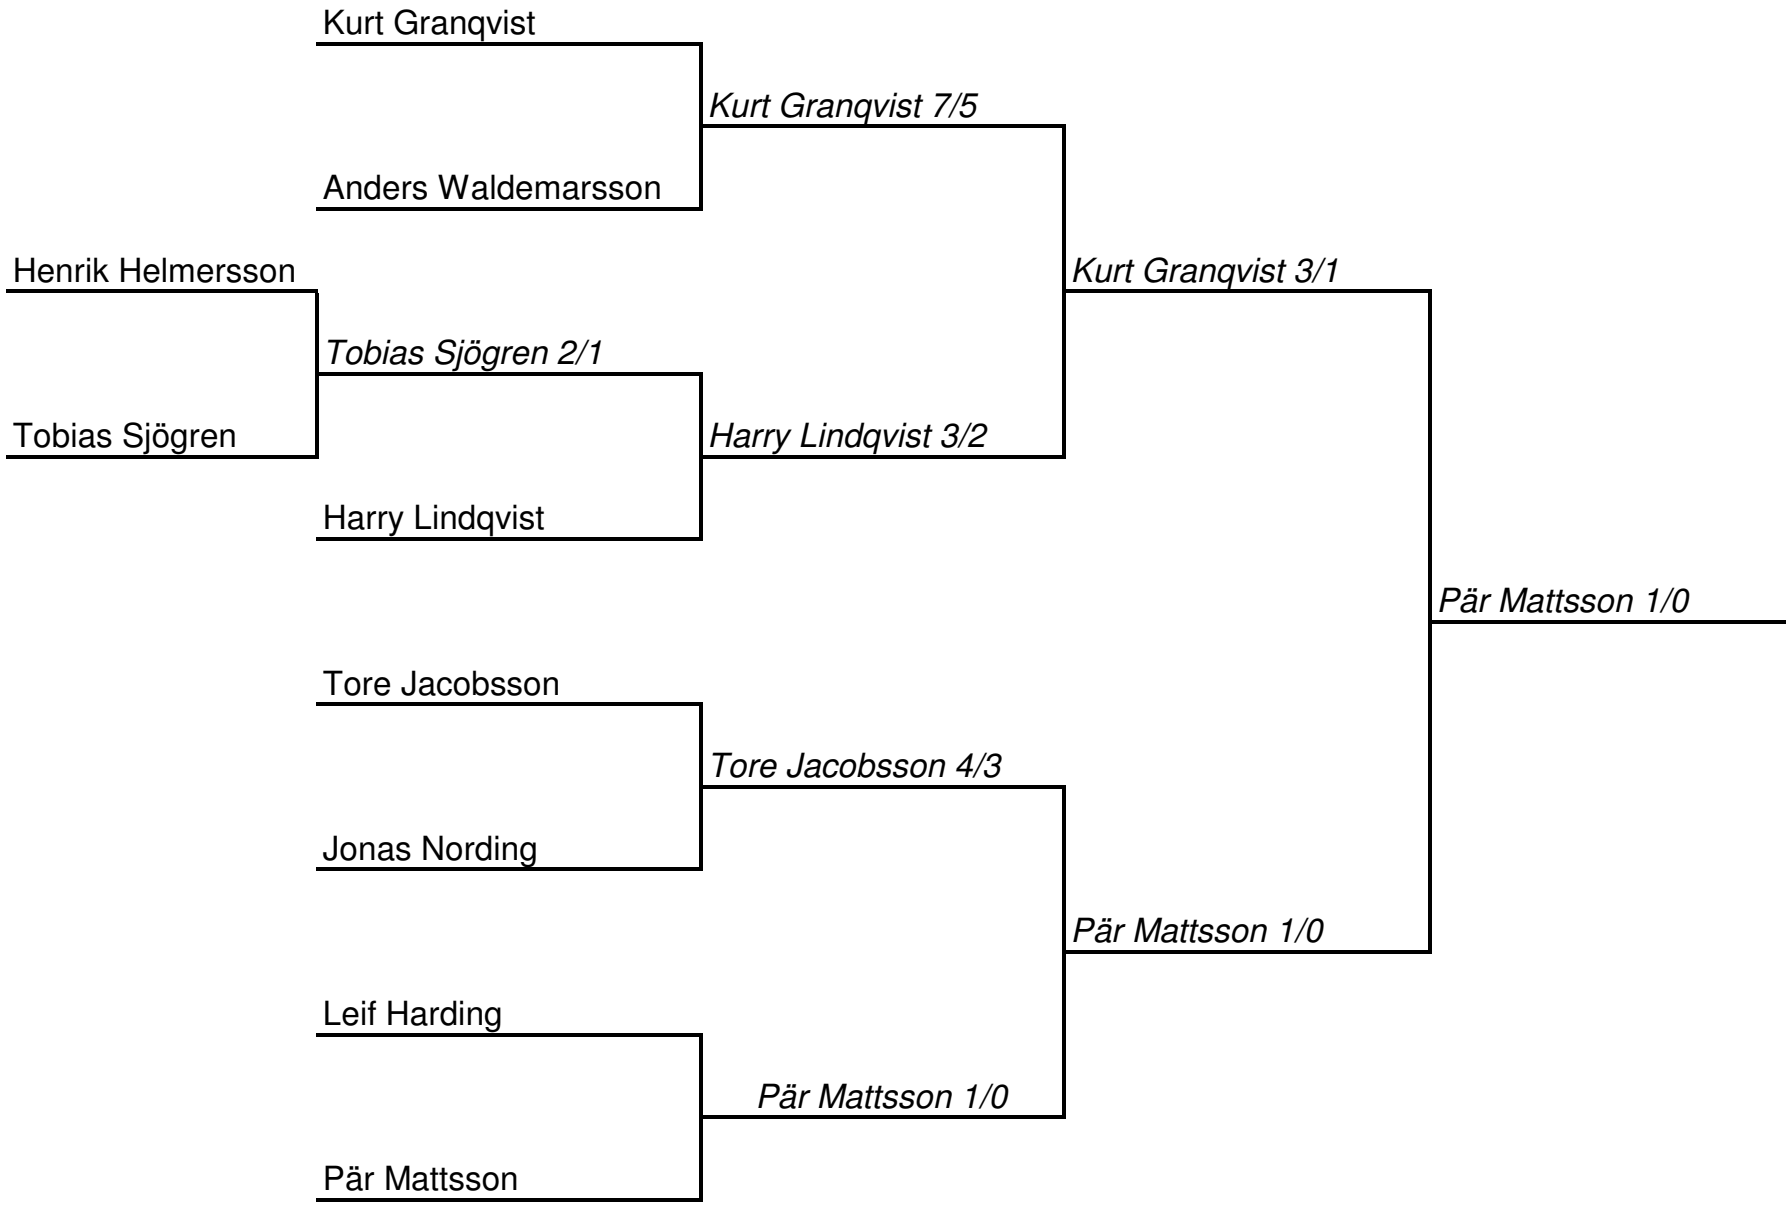 Kurt Granqvist
Kurt Granqvist 7/5
Anders Waldemarsson
Henrik Helmersson
Kurt Granqvist 3/1
Tobias Sjögren 2/1
Tobias Sjögren
Harry Lindqvist 3/2
Harry Lindqvist
Pär Mattsson 1/0
Tore Jacobsson
Tore Jacobsson 4/3
Jonas Nording
Pär Mattsson 1/0
Leif Harding
Pär Mattsson 1/0
Pär Mattsson